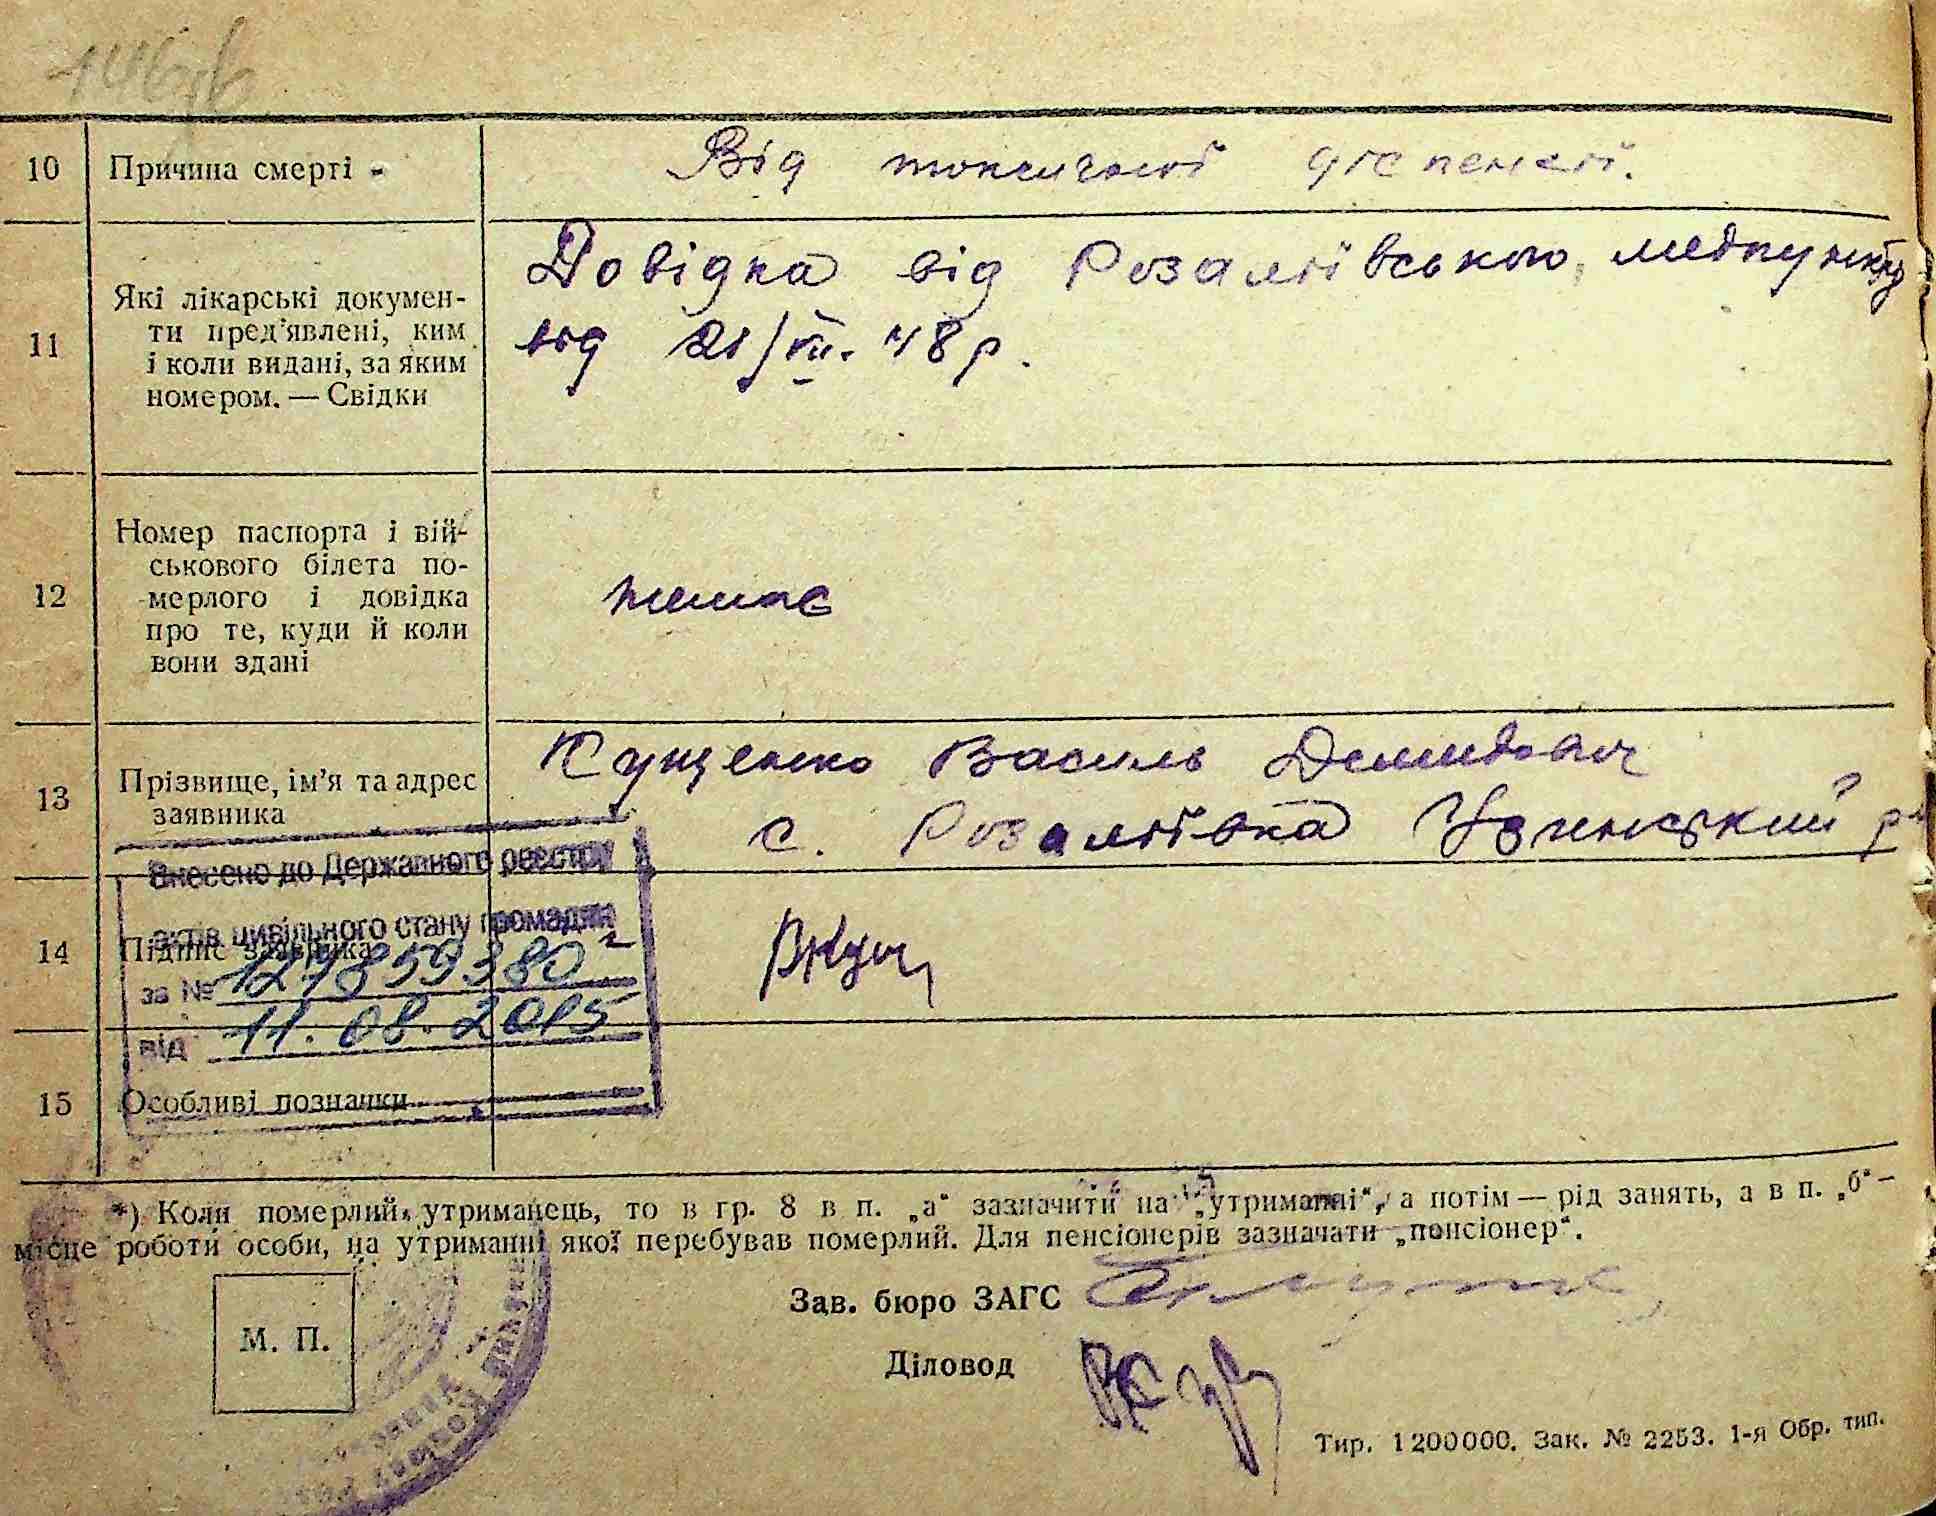 10 Причина смерті - Від токсичної діспенсії.
11 Які лікарські докумен-
ти пред'явлені, ким
і коли видані, за яким
номером. — Свідки
Довідка від Розаліївського медпункту
від 21/VII. 48 р.
12 Номер паспорта і вій-
ськового білета по-
мерлого і довідка
про те, куди й коли
вони здані
немає
13 Прізвище, ім'я та адрес
заявника
Кущенко Василь Демидович
с. Розаліївка Узинський р-
Внесено до Державного реєстру
актів цивільного стану громадян
14 Підпис заявника
за № 
від 11.08.2015
15 Особливі позначки
*) Коли померлий утриманець, то в гр. 8 в п. „а“ зазначити на „утриманні“, а потім — рід занять, а в п. „б“ —
місце роботи особи, на утриманні якої перебував померлий. Для пенсіонерів зазначати „пенсіонер“.
М. П.
Зав. бюро ЗАГС
Діловод
Тир. 1200000. Зак. № 2253. 1-я Обр. тип.